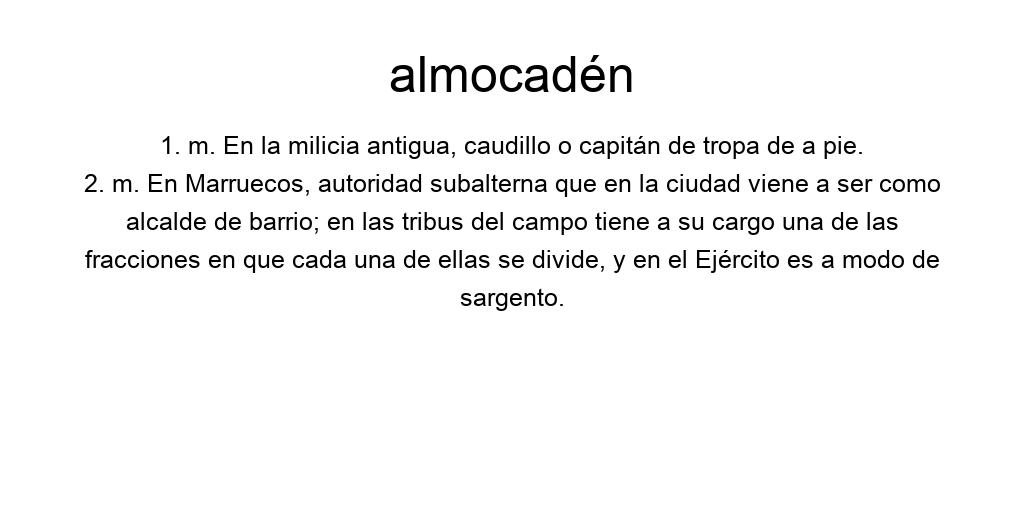 almocadén
1. m. En la milicia antigua, caudillo o capitán de tropa de a pie.
2. m. En Marruecos, autoridad subalterna que en la ciudad viene a ser como
alcalde de barrio; en las tribus del campo tiene a su cargo una de las
fracciones en que cada una de ellas se divide, y en el Ejército es a modo de
sargento.